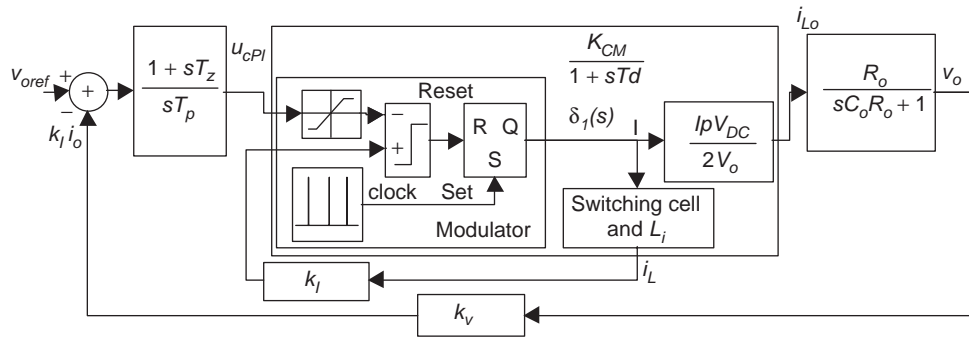 v_oref
+
+
−
k_I i_o
1 + sT_z
sT_p
u_cPI
K_CM
1 + sTd
i_Lo
R_o
sC_oR_o + 1
v_o
Reset
−
+
R Q
S
δ_1(s)
I
IpV_DC
2V_o
clock
Set
Modulator
Switching cell
and L_i
k_I
i_L
k_v